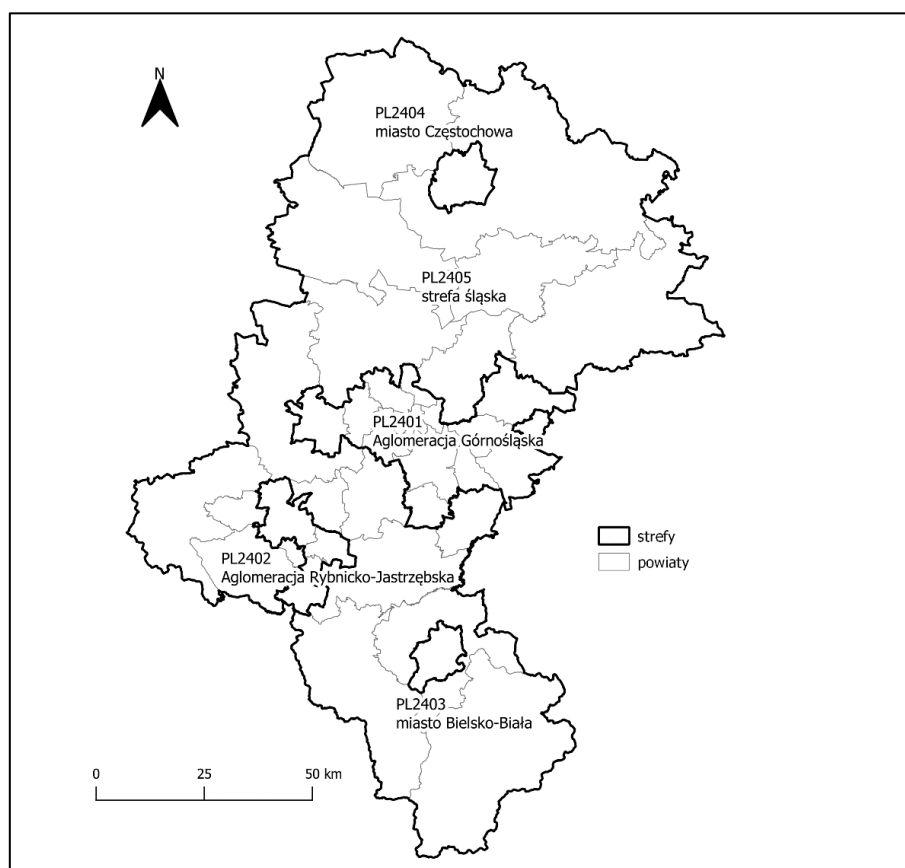 N
PL2404
miasto Częstochowa
PL2405
strefa śląska
PL2401
Aglomeracja Górnośląska
strefy
powiaty
PL2402
Aglomeracja Rybnicko-Jastrzębska
PL2403
miasto Bielsko-Biała
0 25 50 km